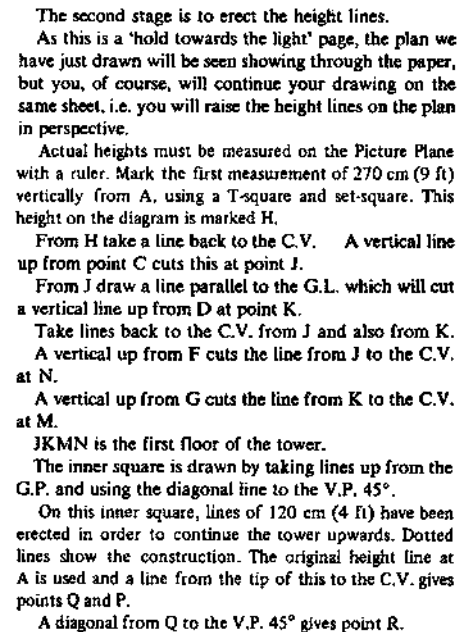 The second stage is to erect the height lines.
As this is a 'hold towards the light' page, the plan we
have just drawn will be seen showing through the paper,
but you, of course, will continue your drawing on the
same sheet, i.e. you will raise the height lines on the plan
in perspective.
Actual heights must be measured on the Picture Plane
with a ruler. Mark the first measurement of 270 cm (9 ft)
vertically from A, using a T-square and set-square. This
height on the diagram is marked H.
From H take a line back to the C.V. A vertical line
up from point C cuts this at point J.
From J draw a line parallel to the G.L. which will cut
a vertical line up from D at point K.
Take lines back to the C.V. from J and also from K.
A vertical up from F cuts the line from J to the C.V.
at N.
A vertical up from G cuts the line from K to the C.V.
at M.
JKMN is the first floor of the tower.
The inner square is drawn by taking lines up from the
G.P. and using the diagonal line to the V.P. 45°.
On this inner square, lines of 120 cm (4 ft) have been
erected in order to continue the tower upwards. Dotted
lines show the construction. The original height line at
A is used and a line from the tip of this to the C.V. gives
points Q and P.
A diagonal from Q to the V.P. 45° gives point R.